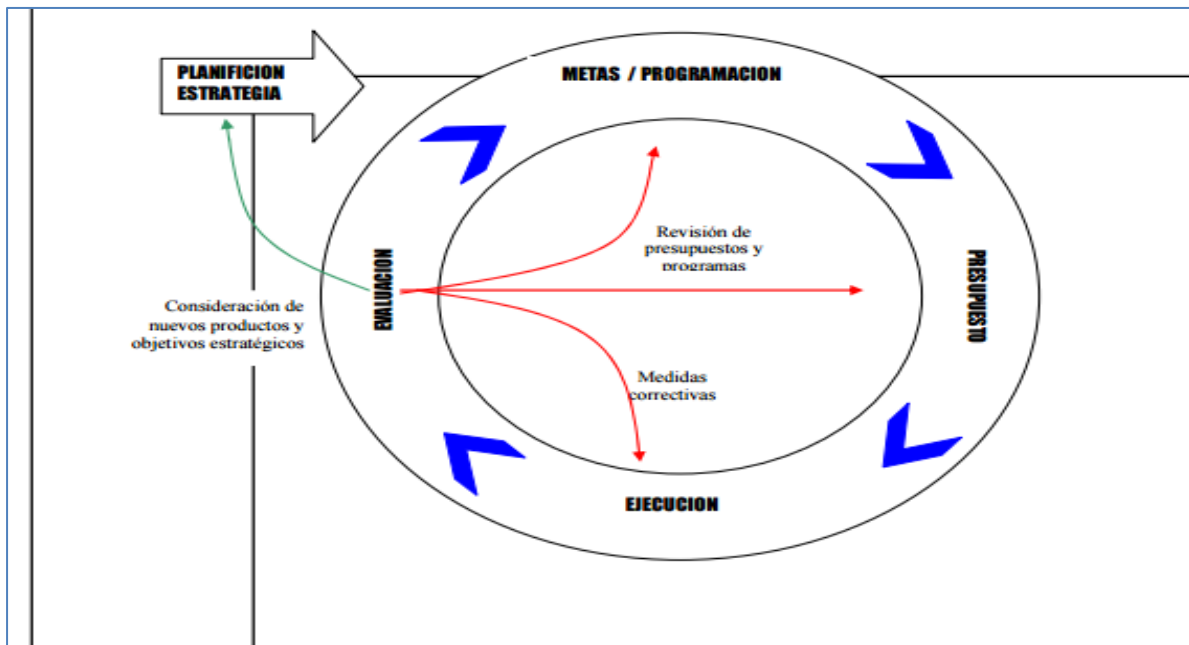 PLANIFICION
ESTRATEGIA
METAS / PROGRAMACION
Revisión de
presupuestos y
programas
EVALUACION
PRESUPUESTO
Consideración de
nuevos productos y
objetivos estratégicos
Medidas
correctivas
EJECUCION